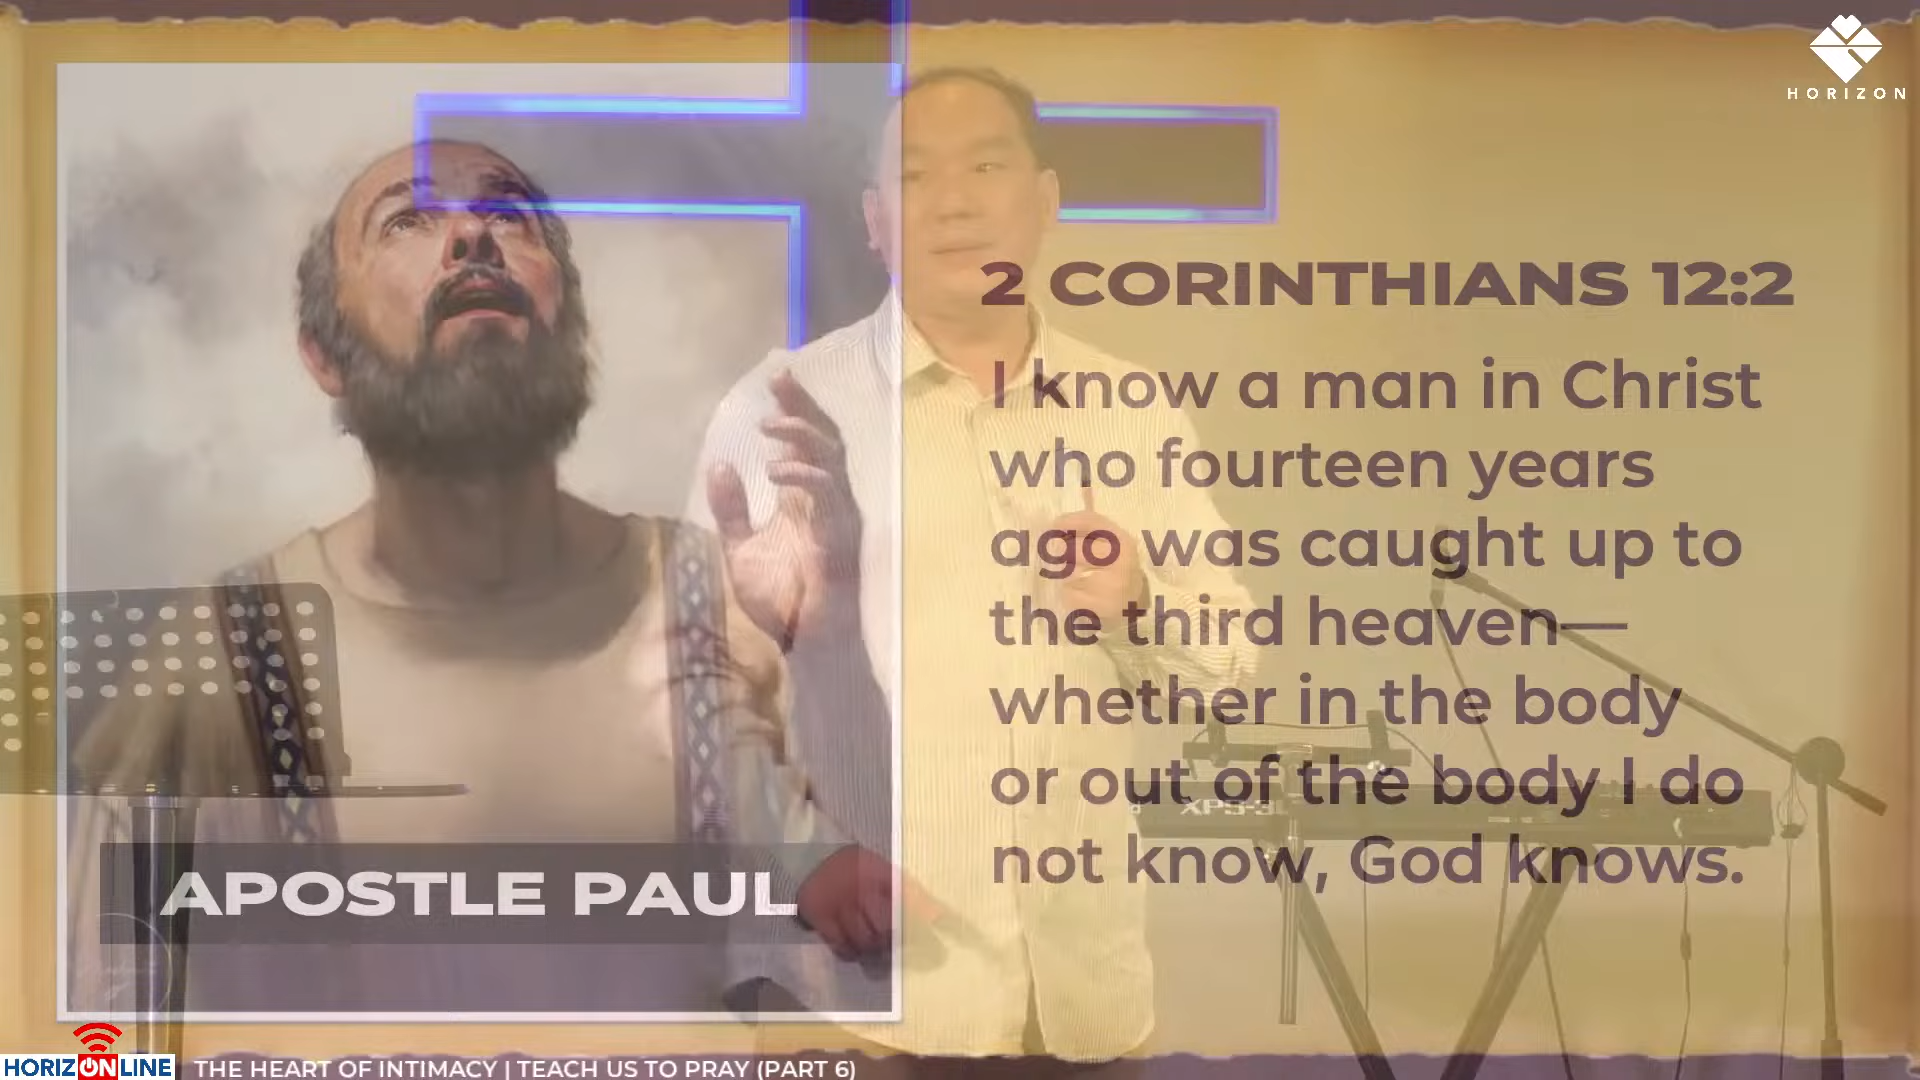 HORIZON
2 CORINTHIANS 12:2
I know a man in Christ
who fourteen years
ago was caught up to
the third heaven—
whether in the body
or out of the body I do
not know, God knows.
XPS-3
APOSTLE PAUL
HORIZONLINE
THE HEART OF INTIMACY | TEACH US TO PRAY (PART 6)